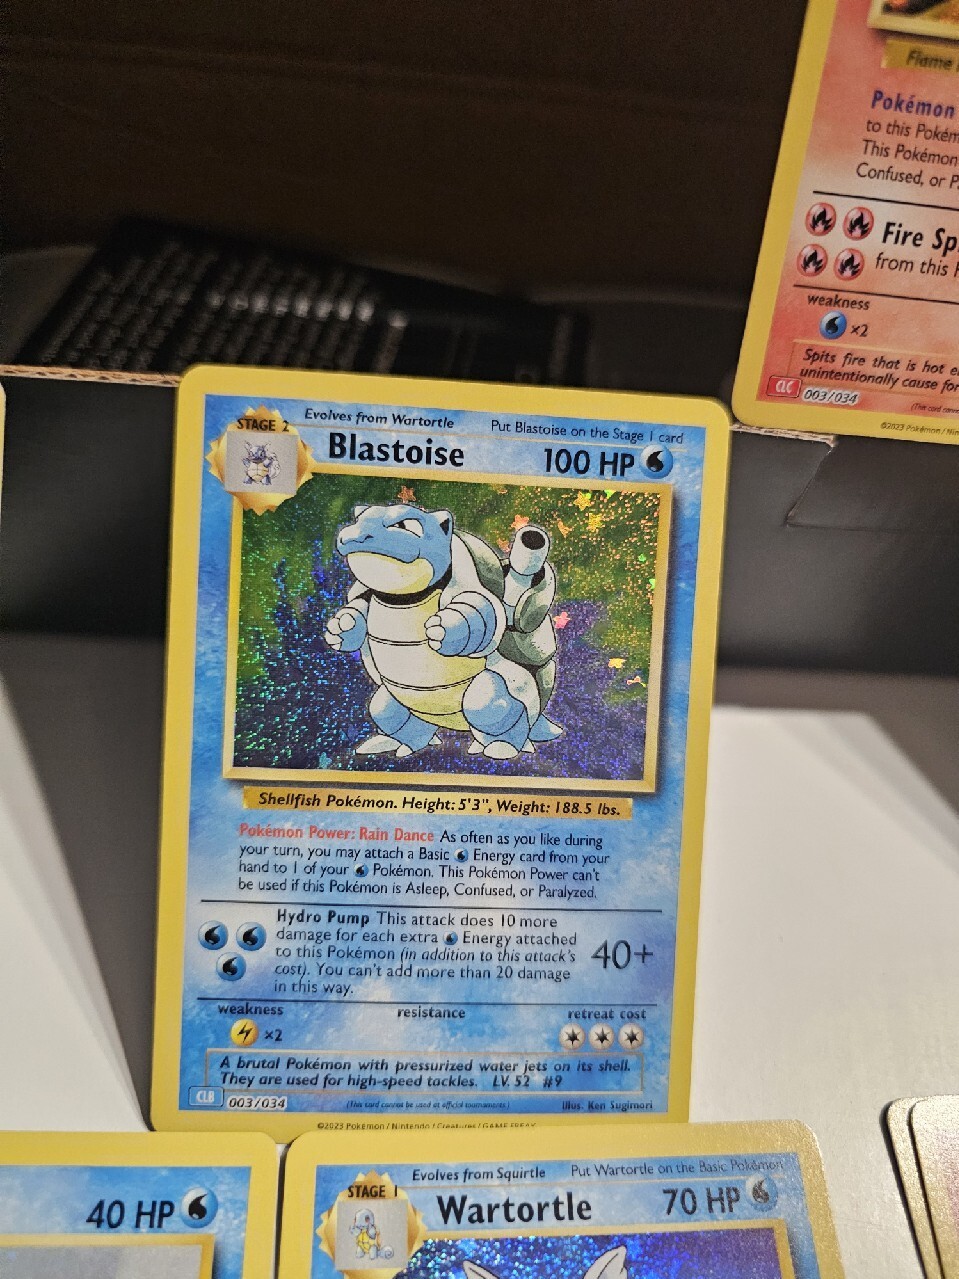 Flame
Pokémon
to this Pokém
This Pokémon
Confused, or P
Fire Sp
from this
weakness
×2
Spits fire that is hot e
unintentionally cause for
CLC 003/034
(This card cann
©2023 Pokémon / Nin
STAGE 2
Evolves from Wartortle
Put Blastoise on the Stage 1 card
Blastoise
100 HP
Shellfish Pokémon. Height: 5'3", Weight: 188.5 lbs.
Pokémon Power: Rain Dance As often as you like during
your turn, you may attach a Basic Energy card from your
hand to 1 of your Pokémon. This Pokémon Power can't
be used if this Pokémon is Asleep, Confused, or Paralyzed.
Hydro Pump This attack does 10 more
damage for each extra Energy attached
to this Pokémon (in addition to this attack's
cost). You can't add more than 20 damage
in this way.
40+
weakness
resistance
retreat cost
×2
A brutal Pokémon with pressurized water jets on its shell.
They are used for high-speed tackles. LV. 52 #9
CLB 003/034
(This card cannot be used at official tournaments.)
Illus. Ken Sugimori
©2023 Pokémon / Nintendo / Creatures / GAME FREAK
40 HP
STAGE 1
Evolves from Squirtle
Put Wartortle on the Basic Pokémon
Wartortle
70 HP